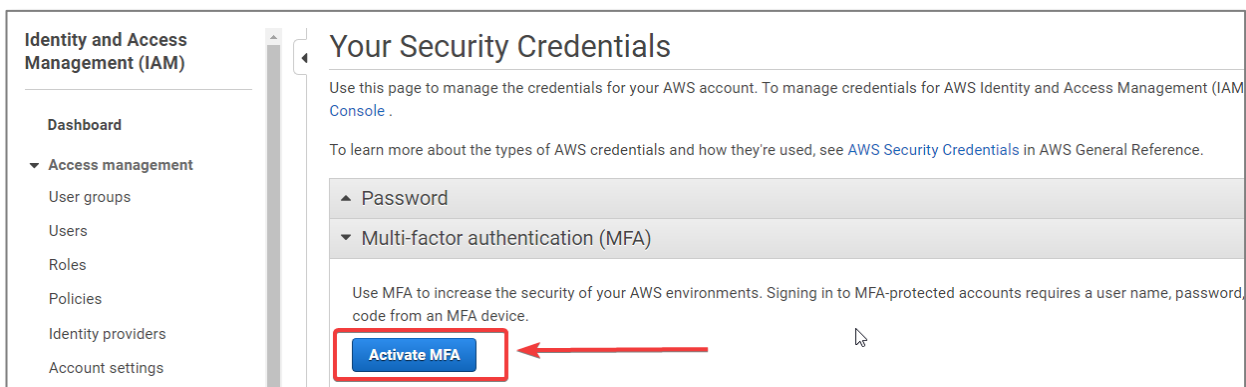 Identity and Access
Management (IAM)
Dashboard
Access management
User groups
Users
Roles
Policies
Identity providers
Account settings
Your Security Credentials
Use this page to manage the credentials for your AWS account. To manage credentials for AWS Identity and Access Management (IAM
Console .
To learn more about the types of AWS credentials and how they're used, see AWS Security Credentials in AWS General Reference.
Password
Multi-factor authentication (MFA)
Use MFA to increase the security of your AWS environments. Signing in to MFA-protected accounts requires a user name, password,
code from an MFA device.
Activate MFA